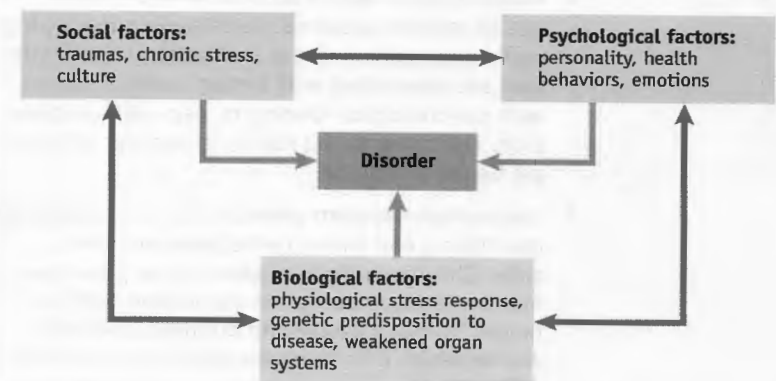 Social factors:
traumas, chronic stress,
culture
Psychological factors:
personality, health
behaviors, emotions
Disorder
Biological factors:
physiological stress response,
genetic predisposition to
disease, weakened organ
systems